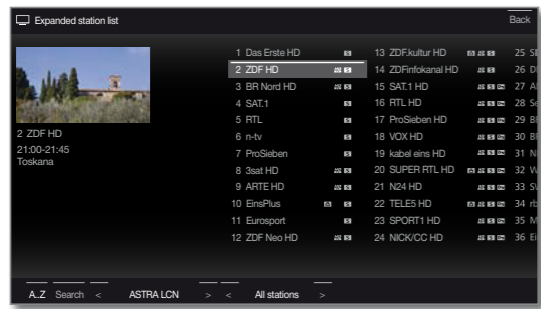 Expanded station list
Back
2 ZDF HD
21:00-21:45
Toskana
1 Das Erste HD
2 ZDF HD
3 BR Nord HD
4 SAT.1
5 RTL
6 n-tv
7 ProSieben
8 3sat HD
9 ARTE HD
10 EinsPlus
11 Eurosport
12 ZDF Neo HD
13 ZDF.kultur HD
14 ZDFinfokanal HD
15 SAT.1 HD
16 RTL HD
17 ProSieben HD
18 VOX HD
19 kabel eins HD
20 SUPER RTL HD
21 N24 HD
22 TELE5 HD
23 SPORT1 HD
24 NICK/CC HD
25
26
27
28
29
30
31
32
33
34
35
36
A..Z Search < ASTRA LCN > < All stations >